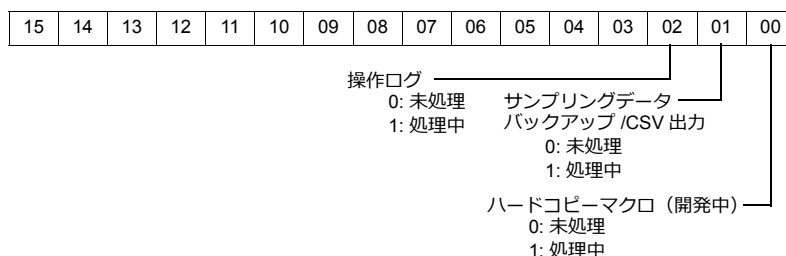 15 14 13 12 11 10 09 08 07 06 05 04 03 02 01 00
操作ログ
0: 未処理
1: 処理中
サンプリングデータ
バックアップ /CSV 出力
0: 未処理
1: 処理中
ハードコピーマクロ（開発中）
0: 未処理
1: 処理中